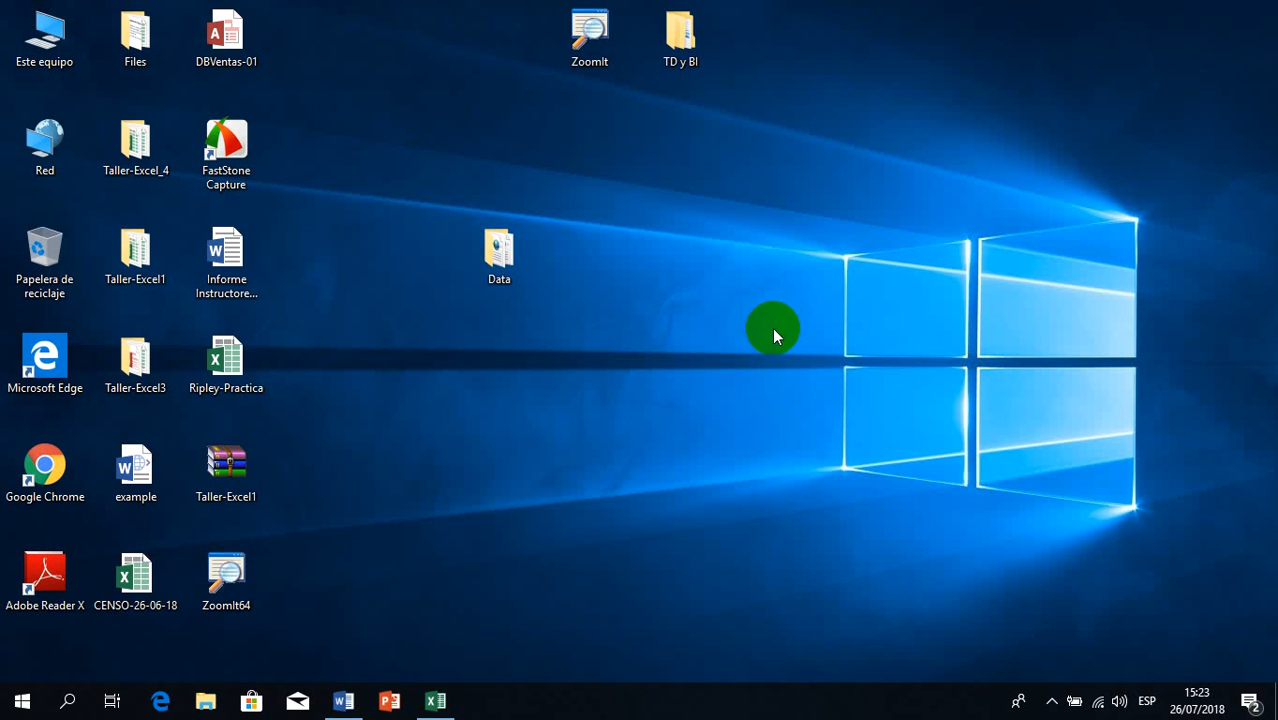 Este equipo
Files
DBVentas-01
ZoomIt
TD y BI
Red
Taller-Excel_4
FastStone
Capture
Papelera de
reciclaje
Taller-Excel1
Informe
Instructore...
Data
Microsoft Edge
Taller-Excel3
Ripley-Practica
Google Chrome
example
Taller-Excel1
Adobe Reader X
CENSO-26-06-18
ZoomIt64
ESP
15:23
26/07/2018
2